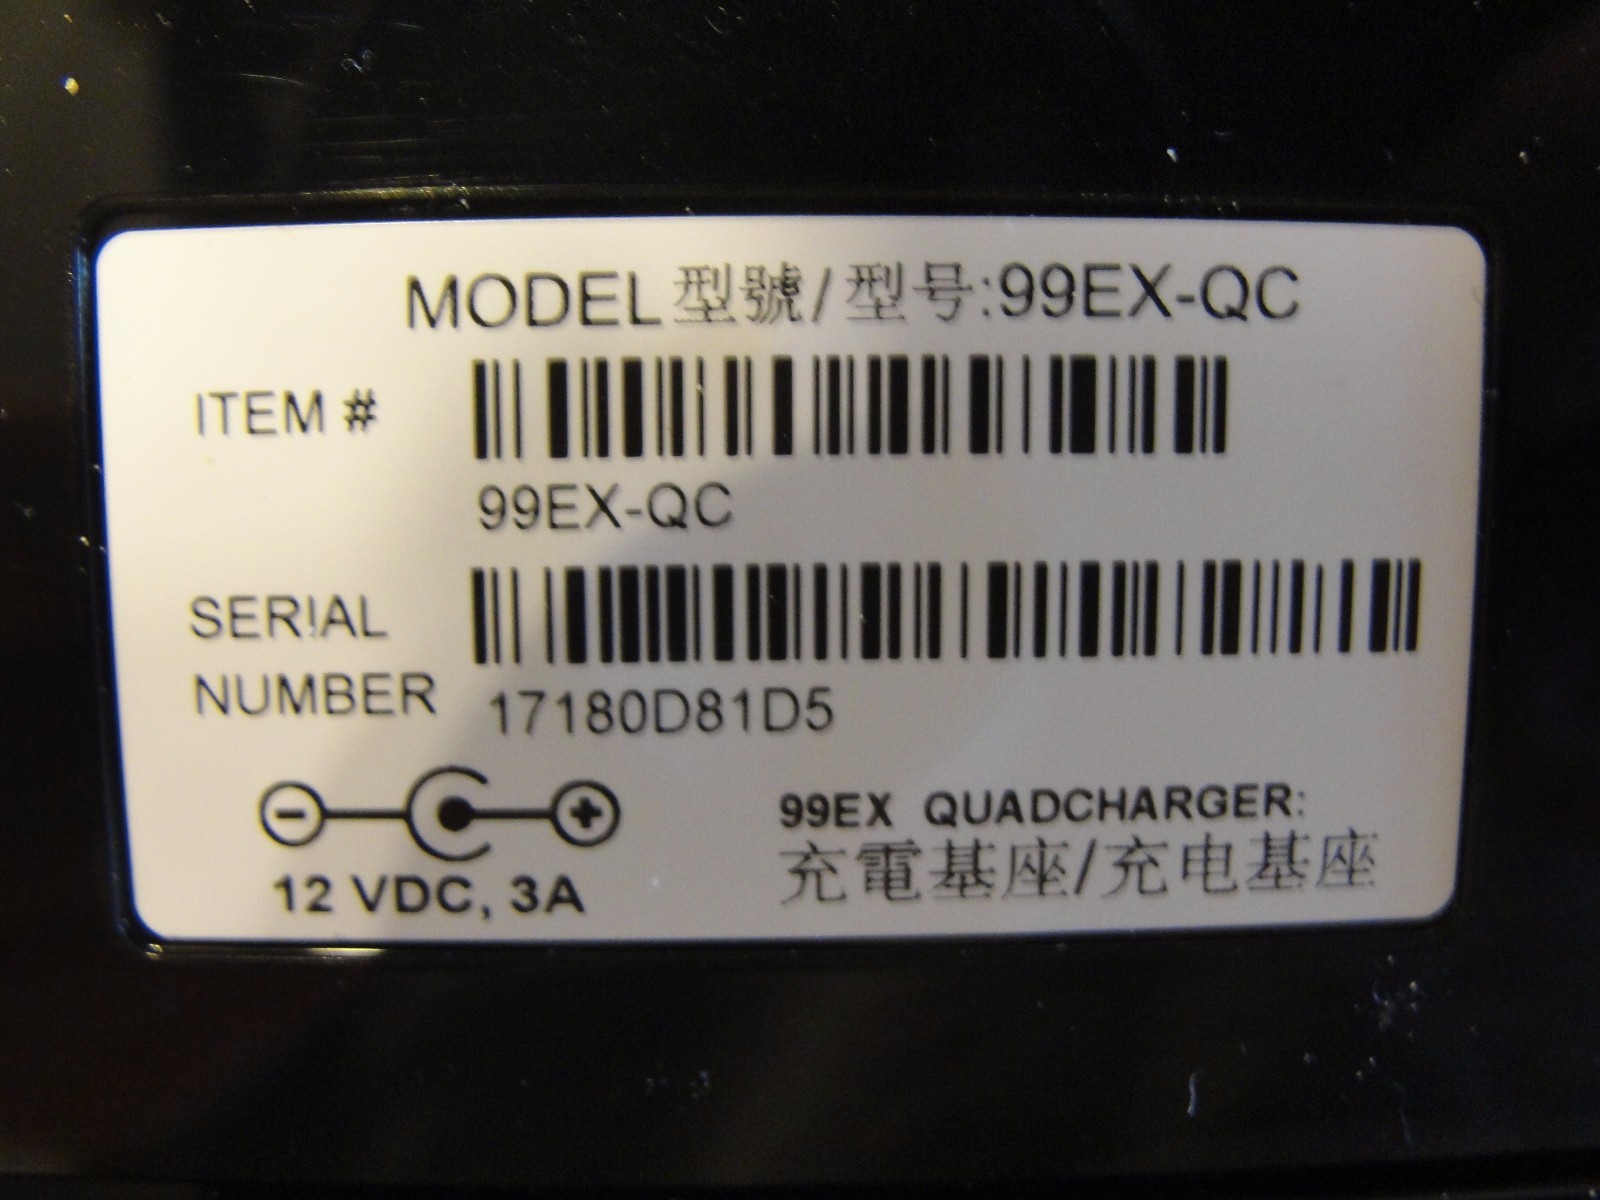 MODEL型號/型号:99EX-QC
ITEM #
99EX-QC
SERIAL
NUMBER 17180D81D5
12 VDC, 3A
99EX QUADCHARGER:
充電基座/充电基座